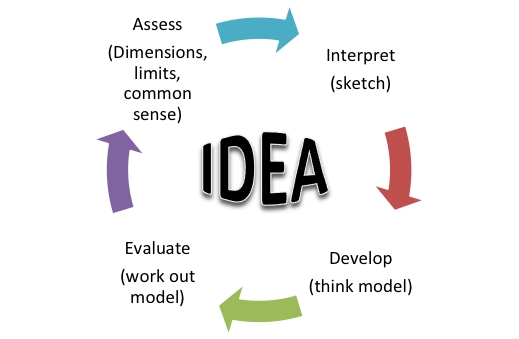 Assess
(Dimensions,
limits,
common
sense)
Interpret
(sketch)
IDEA
Evaluate
(work out
model)
Develop
(think model)